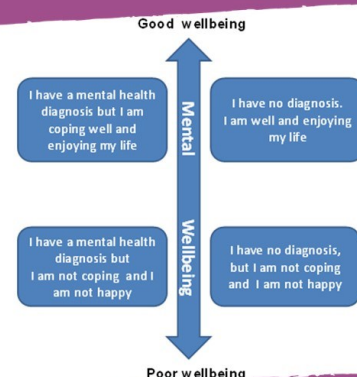 Good wellbeing
I have a mental health
diagnosis but I am
coping well and
enjoying my life
Mental Wellbeing
I have no diagnosis.
I am well and enjoying
my life
I have a mental health
diagnosis but
I am not coping and I
am not happy
I have no diagnosis,
but I am not coping
and I am not happy
Poor wellbeing